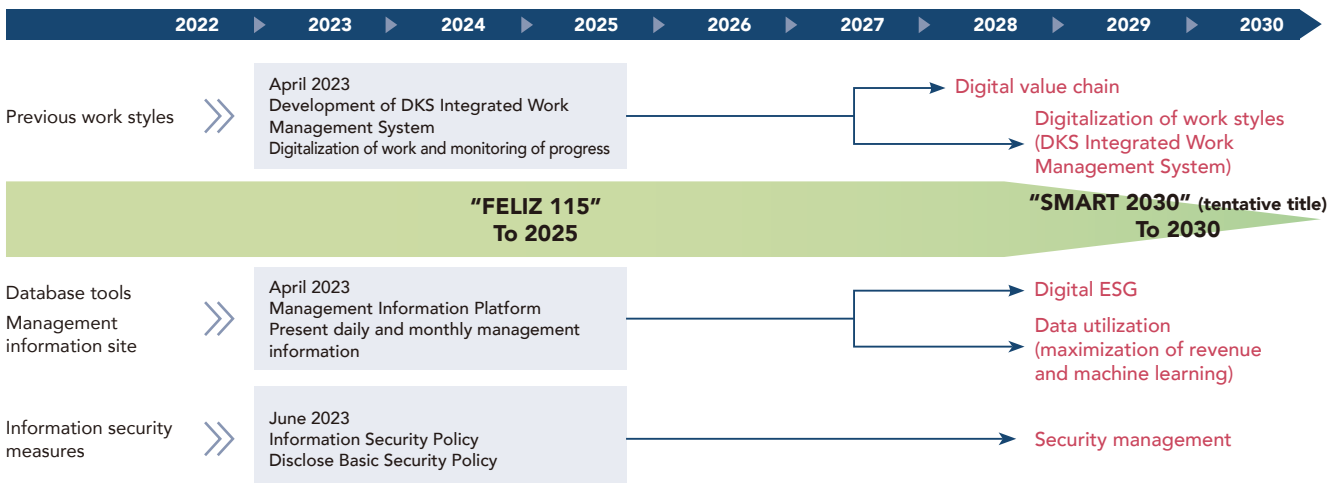 2022 2023 2024 2025 2026 2027 2028 2029 2030
Previous work styles
April 2023
Development of DKS Integrated Work
Management System
Digitalization of work and monitoring of progress
Digital value chain
Digitalization of work styles
(DKS Integrated Work
Management System)
“FELIZ 115”
To 2025
“SMART 2030” (tentative title)
To 2030
Database tools
Management
information site
April 2023
Management Information Platform
Present daily and monthly management
information
Digital ESG
Data utilization
(maximization of revenue
and machine learning)
Information security
measures
June 2023
Information Security Policy
Disclose Basic Security Policy
Security management